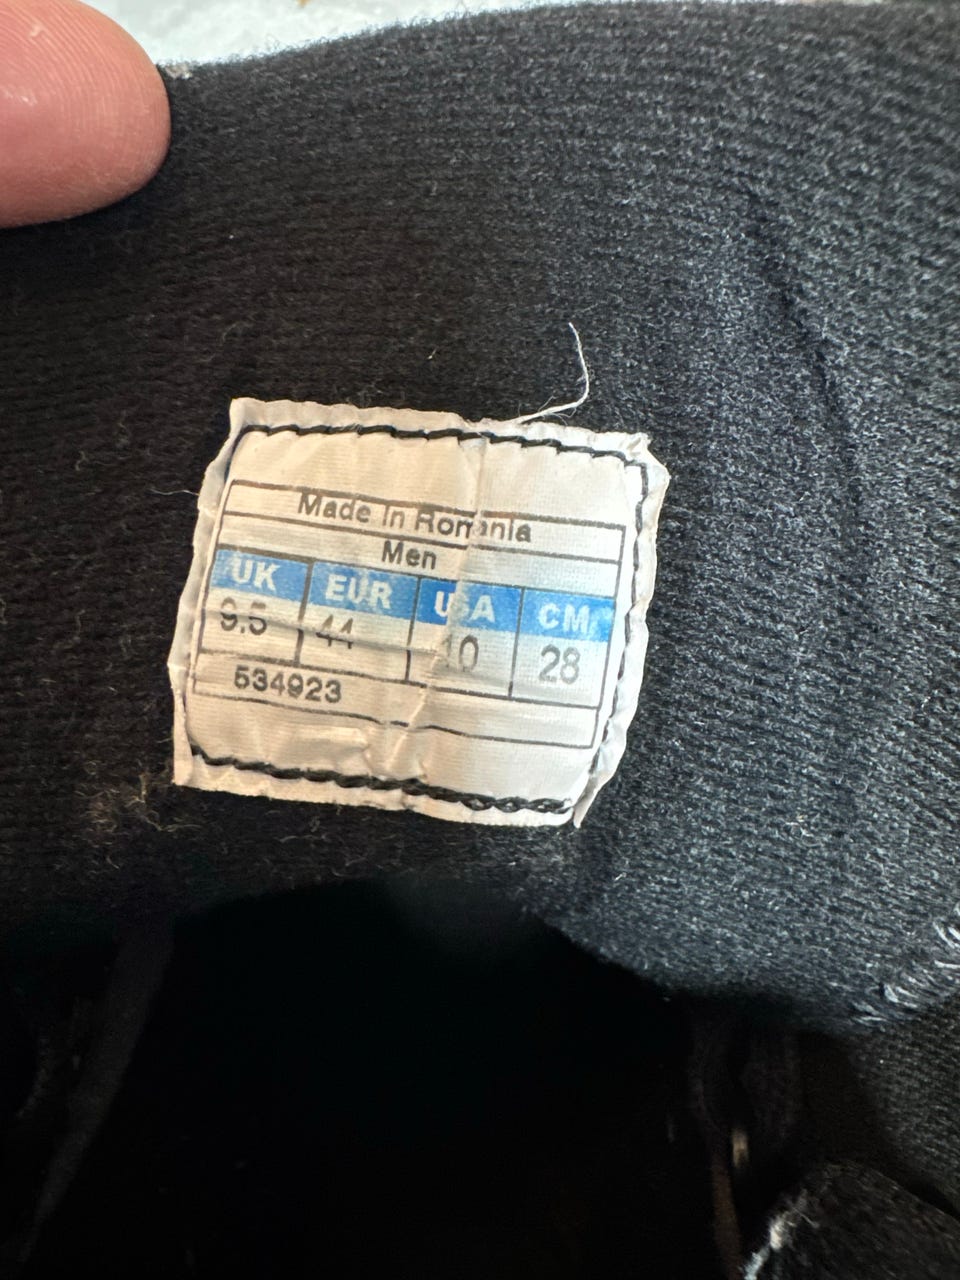 Made In Romania
Men
UK EUR USA CM
9.5 44 10 28
534923